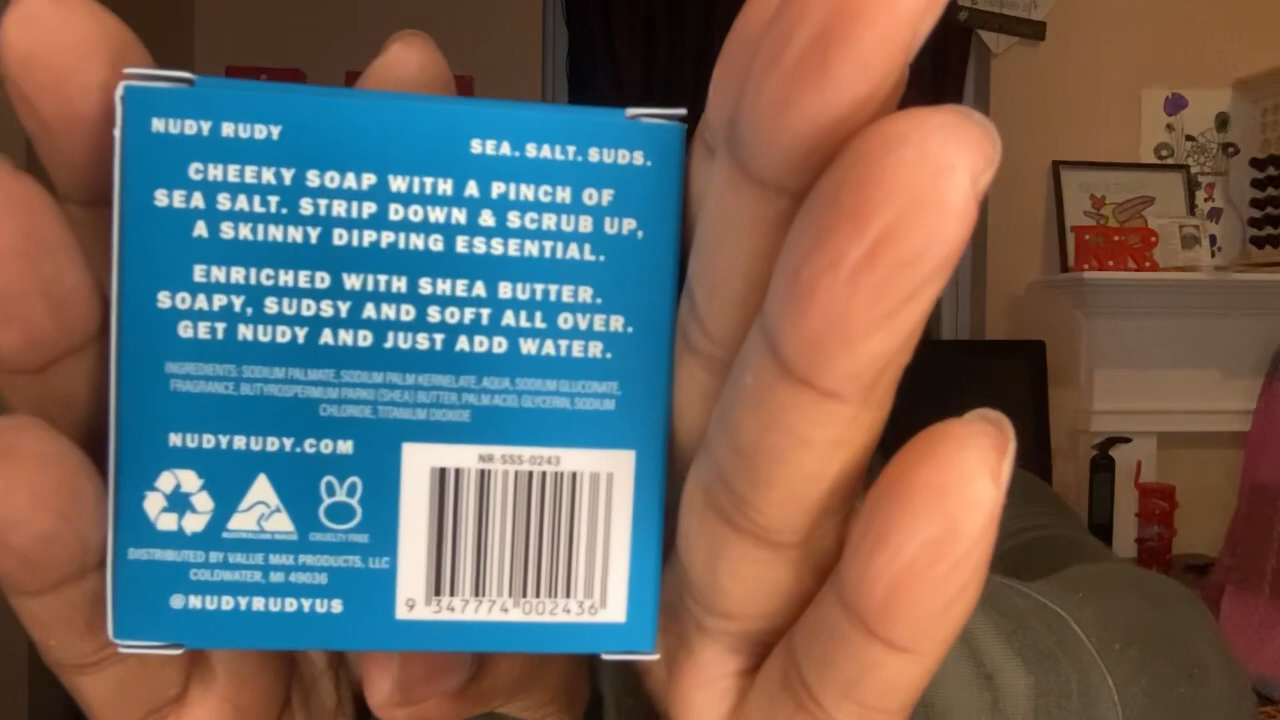 NUDY RUDY
SEA. SALT. SUDS.
CHEEKY SOAP WITH A PINCH OF
SEA SALT. STRIP DOWN & SCRUB UP,
A SKINNY DIPPING ESSENTIAL.
ENRICHED WITH SHEA BUTTER.
SOAPY, SUDSY AND SOFT ALL OVER.
GET NUDY AND JUST ADD WATER.
INGREDIENTS: SODIUM PALMATE, SODIUM PALM KERNELATE, AQUA, SODIUM GLUCONATE,
FRAGRANCE, BUTYROSPERMUM PARKII (SHEA) BUTTER, PALM ACID, GLYCERIN, SODIUM
CHLORIDE, TITANIUM DIOXIDE
NUDYRUDY.COM
NR-SSS-0243
AUSTRALIAN MADE
CRUELTY FREE
DISTRIBUTED BY VALUE MAX PRODUCTS, LLC
COLDWATER, MI 49036
@NUDYRUDYUS
9 347774 002436